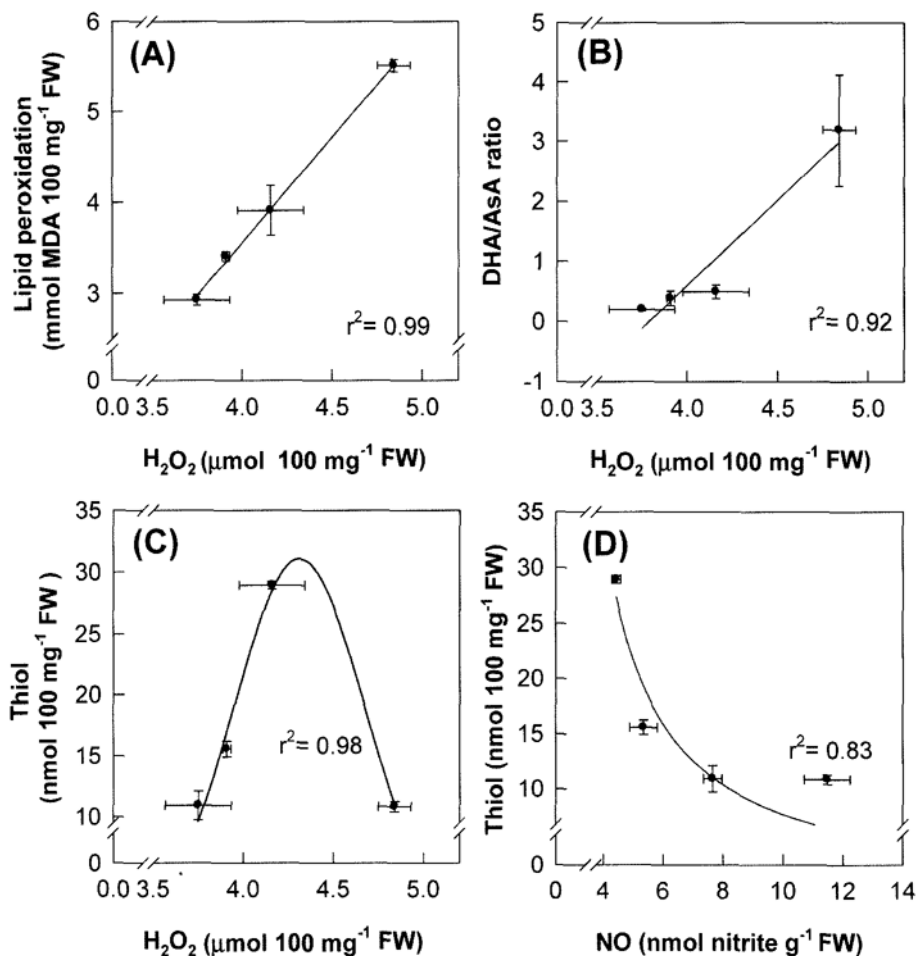 (A)
Lipid peroxidation
(mmol MDA 100 mg⁻¹ FW)
6
5
4
3
0
r²= 0.99
0.0 3.5 4.0 4.5 5.0
H₂O₂ (μmol 100 mg⁻¹ FW)
(B)
DHA/AsA ratio
5
4
3
2
1
0
-1
r²= 0.92
0.0 3.5 4.0 4.5 5.0
H₂O₂ (μmol 100 mg⁻¹ FW)
(C)
Thiol
(nmol 100 mg⁻¹ FW )
35
30
25
20
15
10
0
r²= 0.98
0.0 3.5 4.0 4.5 5.0
H₂O₂ (μmol 100 mg⁻¹ FW)
(D)
Thiol (nmol 100 mg⁻¹ FW)
35
30
25
20
15
10
0
r²= 0.83
0 4 6 8 10 12 14
NO (nmol nitrite g⁻¹ FW)